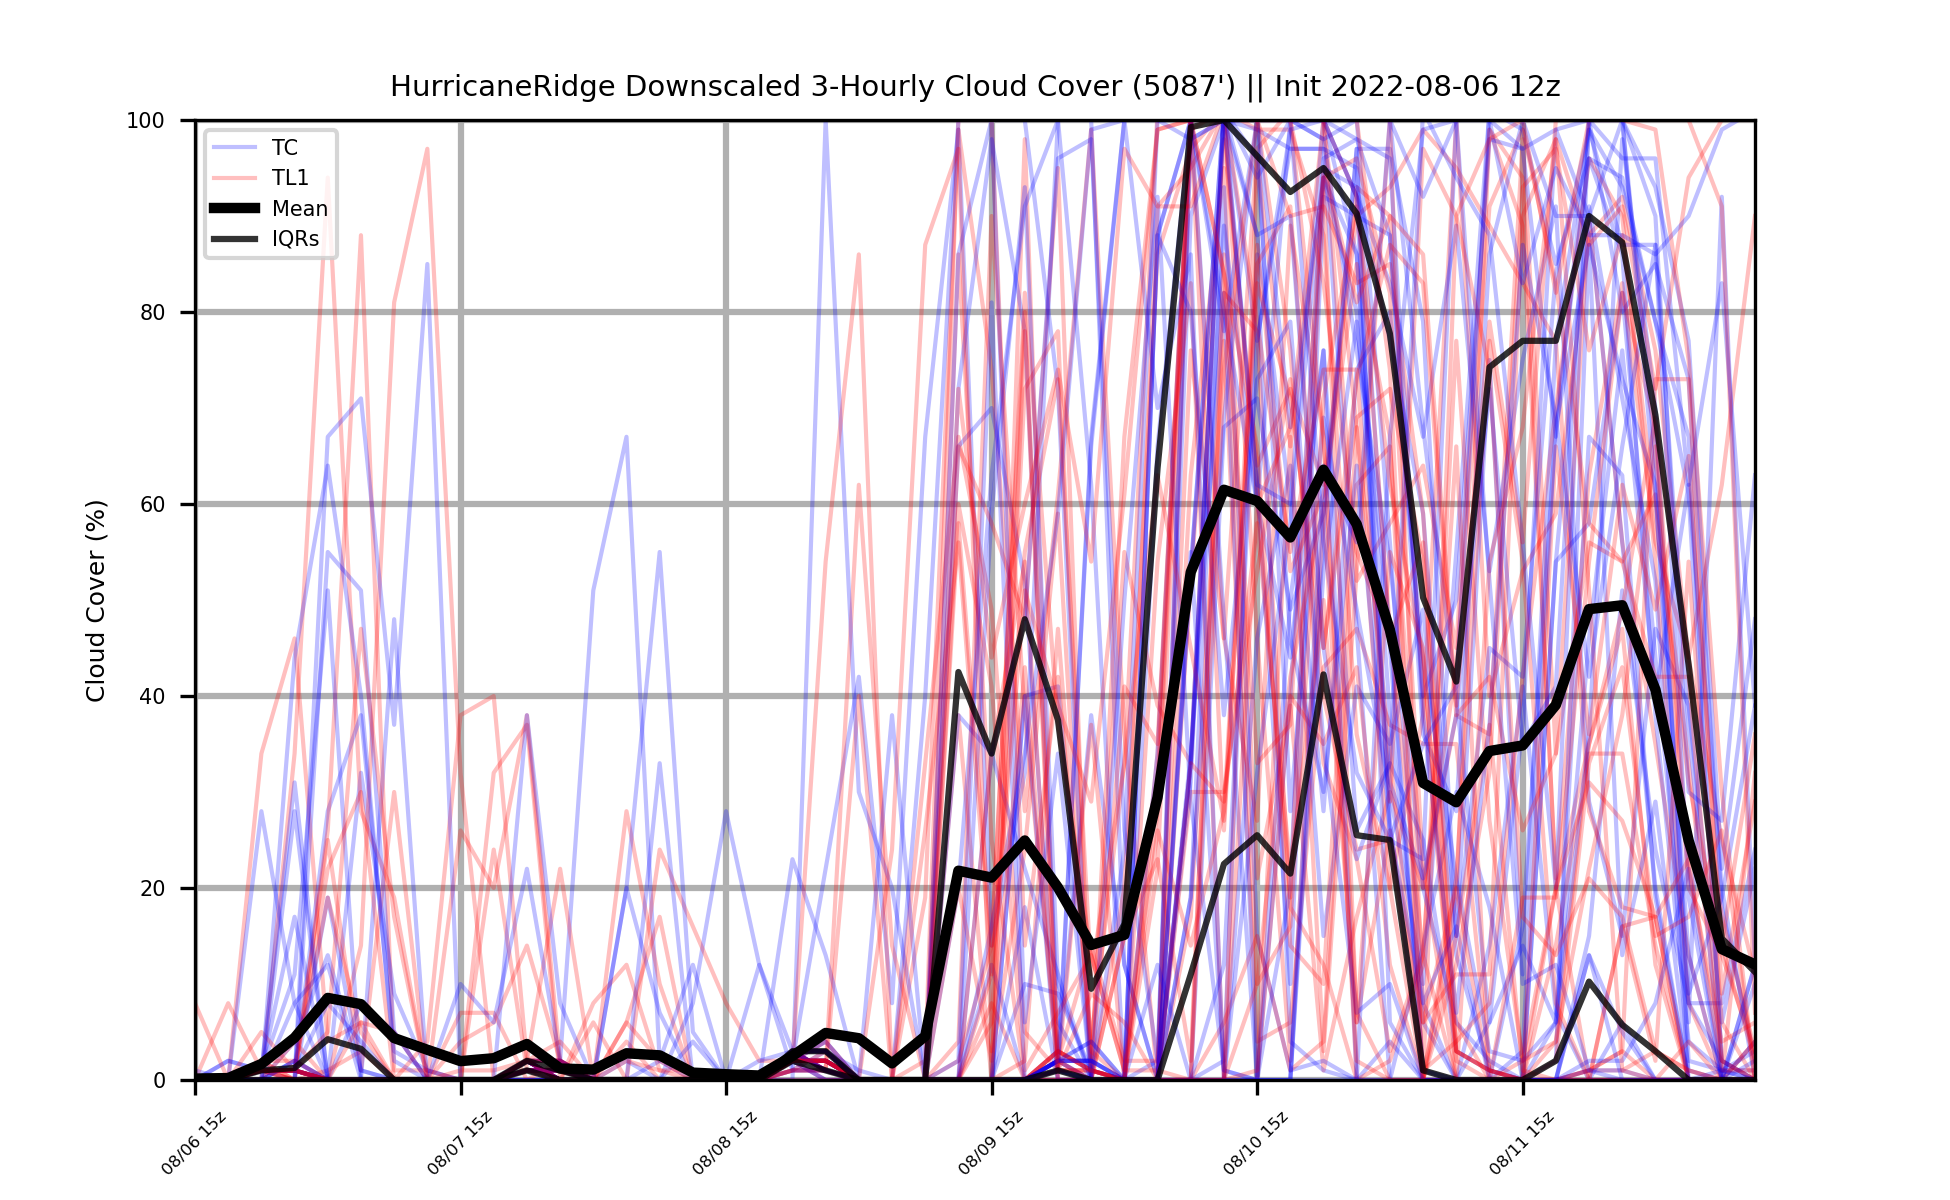 HurricaneRidge Downscaled 3-Hourly Cloud Cover (5087') || Init 2022-08-06 12z
TC
TL1
Mean
IQRs
Cloud Cover (%)
100
80
60
40
20
0
08/06 15z
08/07 15z
08/08 15z
08/09 15z
08/10 15z
08/11 15z